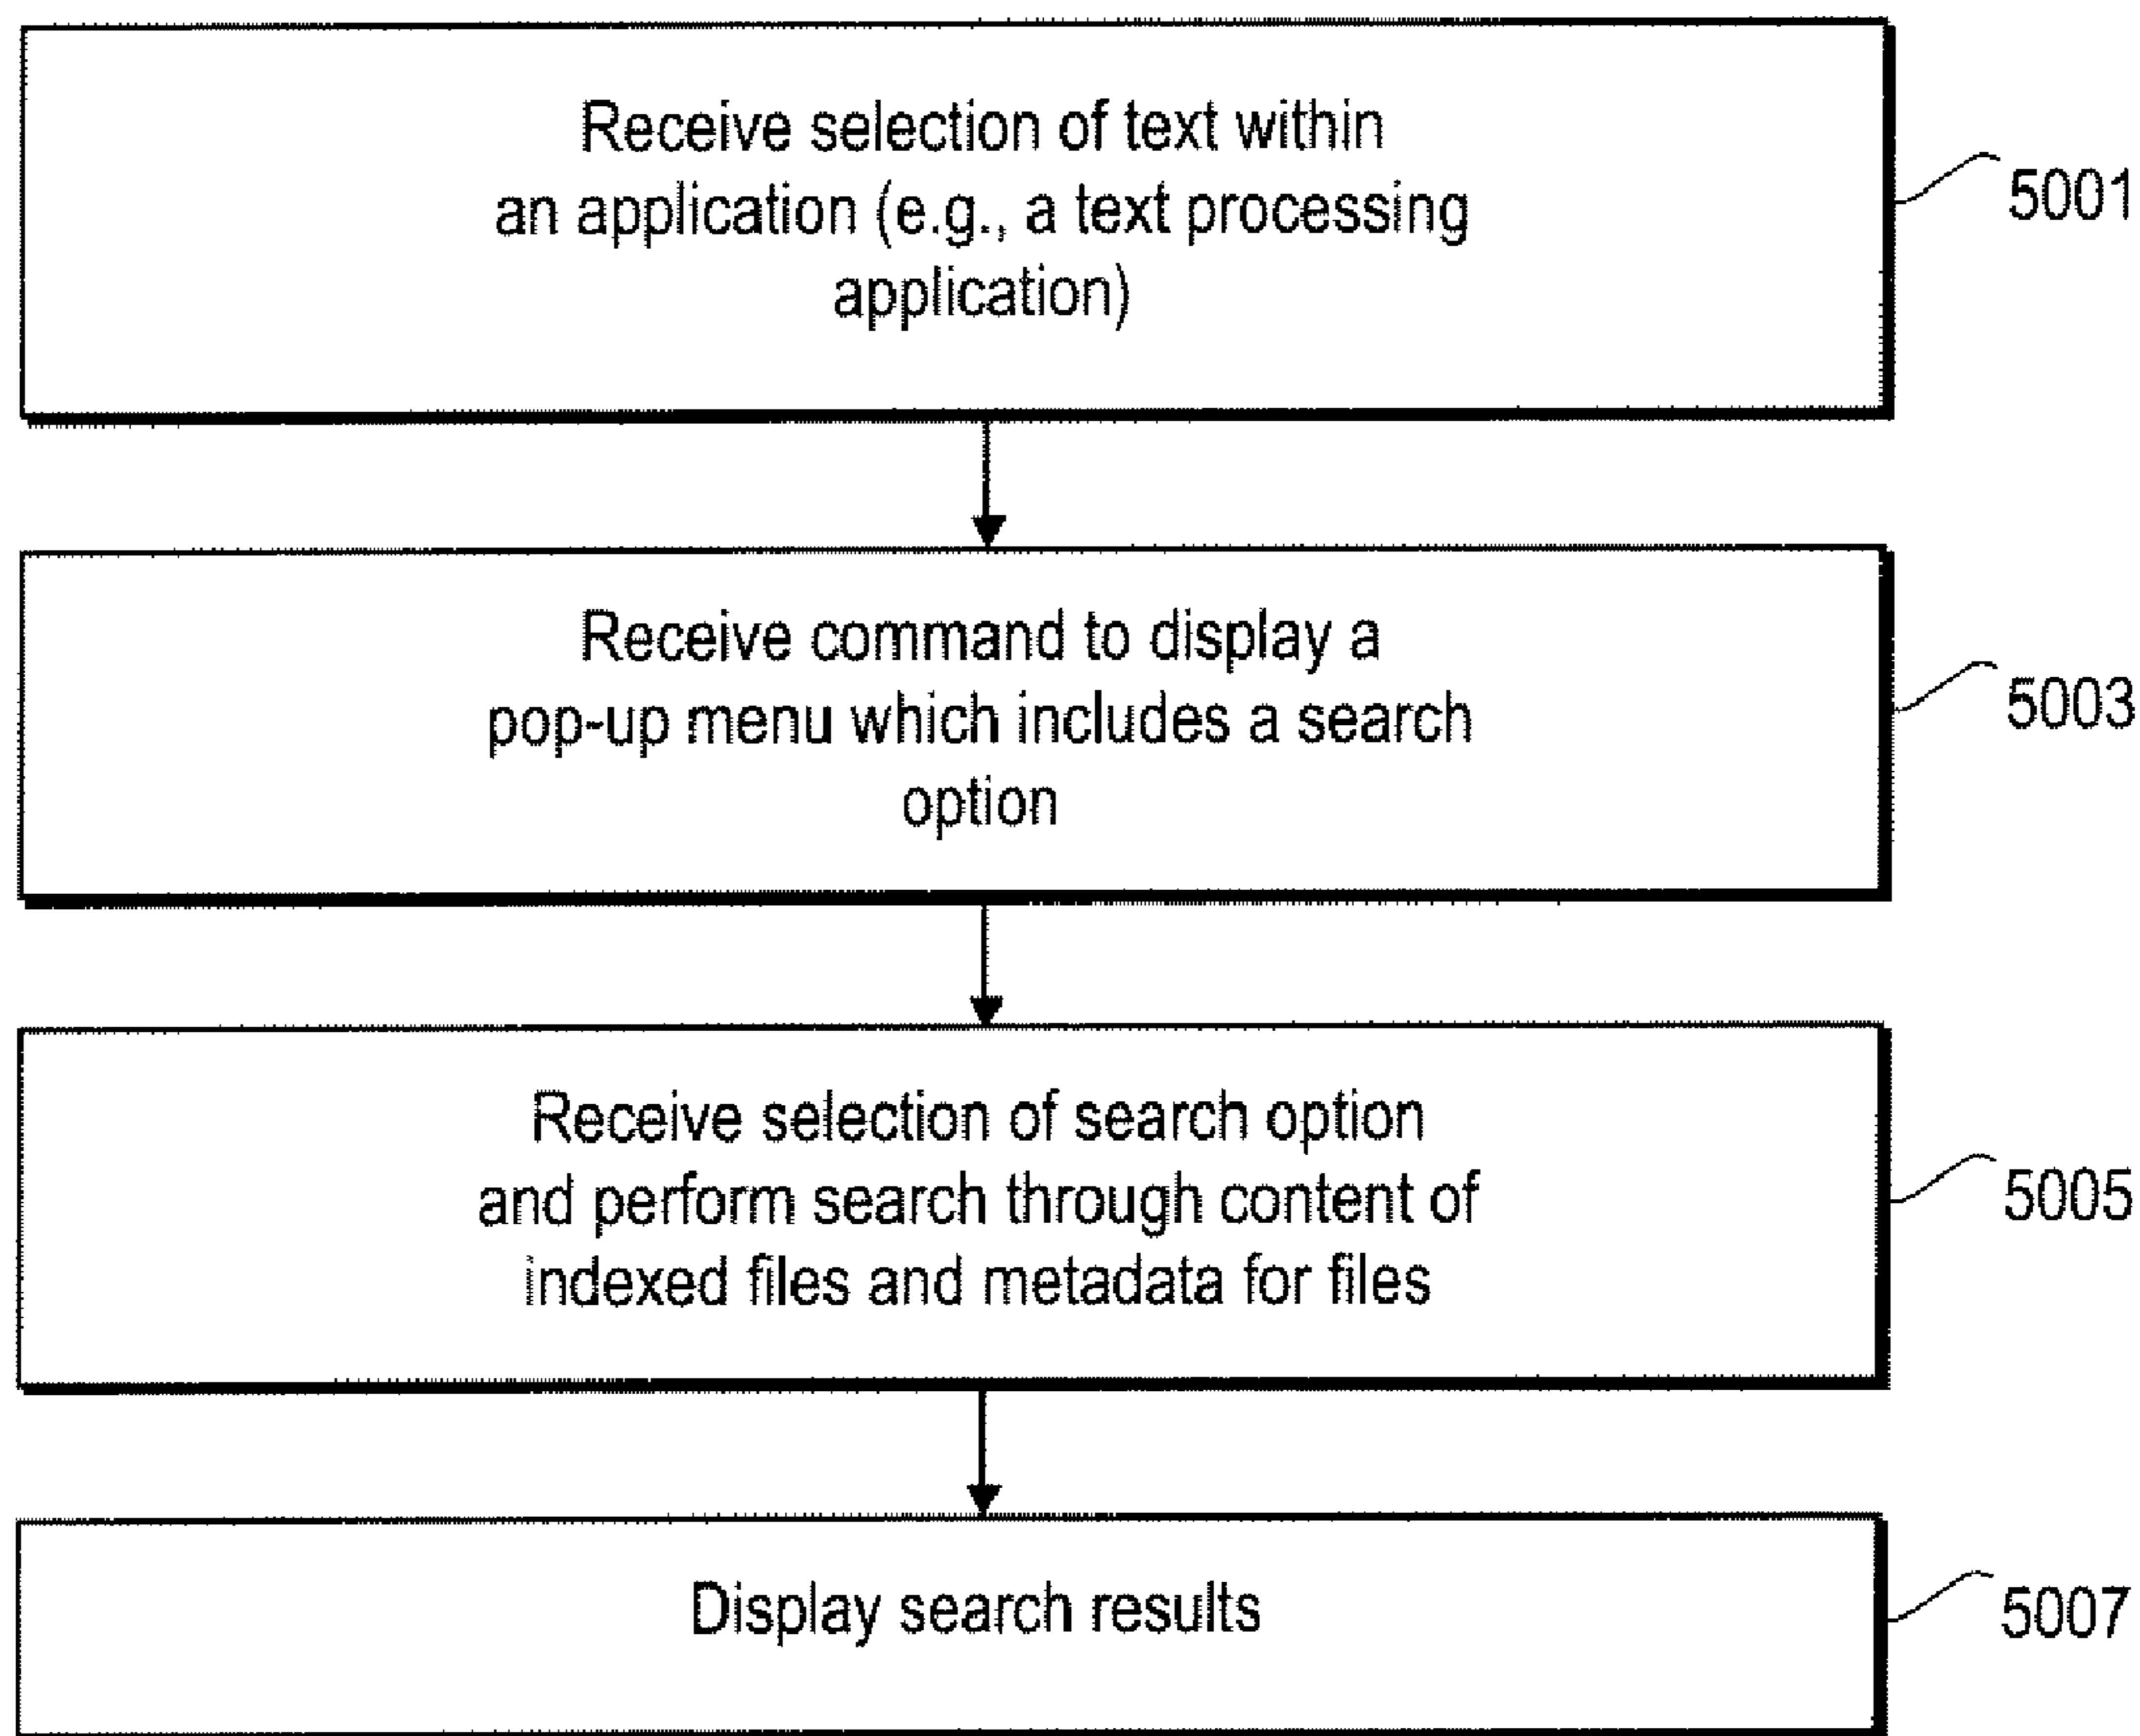 Receive selection of text within
an application (e.g., a text processing
application)
5001
Receive command to display a
pop-up menu which includes a search
option
5003
Receive selection of search option
and perform search through content of
indexed files and metadata for files
5005
Display search results
5007